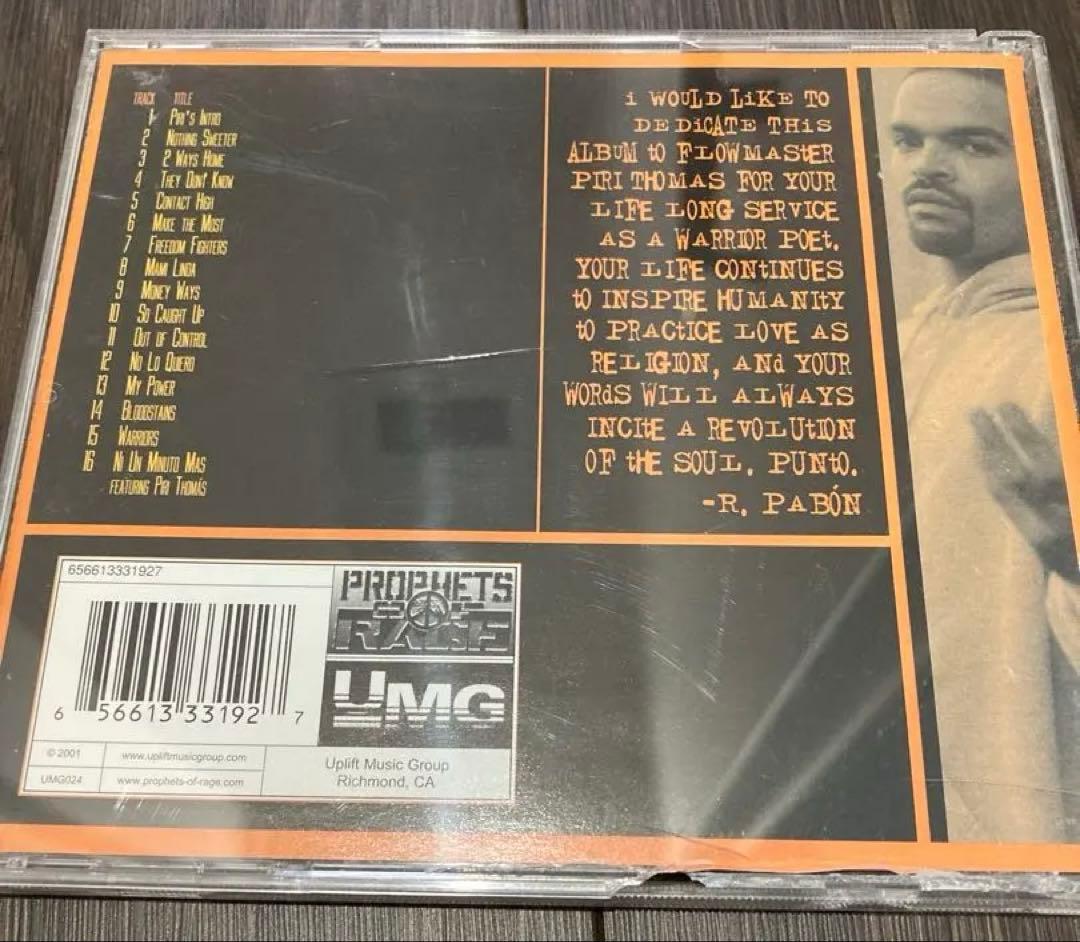 TRACK TITLE
1 Piri's Intro
2 Nothing Sweeter
3 2 Ways Home
4 They Don't Know
5 Contact High
6 Make the Most
7 Freedom Fighters
8 Mami Linda
9 Money Ways
10 So Caught Up
11 Out of Control
12 No Lo Quiero
13 My Power
14 Bloodstains
15 Warriors
16 Ni Un Minuto Mas
featuring Piri Thomás
i WOULD LiKE TO
DEDiCATE THiS
ALBUM tO FLOWMAStER
PIRI THOMAS FOR YOUR
LIFE LONG SERVICE
AS A WARRIOR POEt.
YOUR LIFE CONtINUES
tO INSPIRE HUMANItY
tO PRACtICE LOVE AS
RELIGION, ANd YOUR
WORdS WILL ALWAYS
INCItE A REVOLUtION
OF tHE SOUL. PUNtO.
-R. PABÓN
656613331927
PROPHETS
OF
RAGE
UMG
6 56613 33192 7
© 2001
www.upliftmusicgroup.com
UMG024
www.prophets-of-rage.com
Uplift Music Group
Richmond, CA